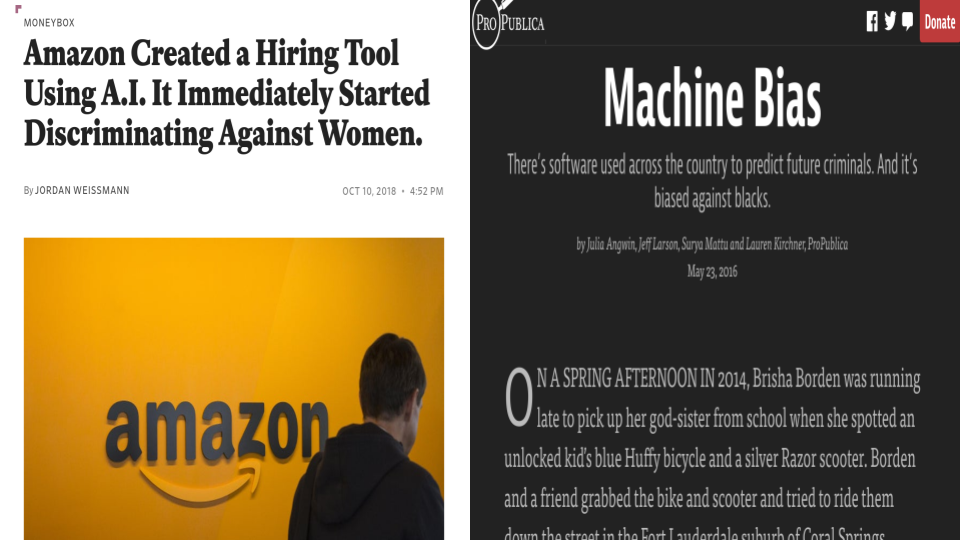 MONEYBOX
Amazon Created a Hiring Tool
Using A.I. It Immediately Started
Discriminating Against Women.
By JORDAN WEISSMANN
OCT 10, 2018 • 4:52 PM
amazon
PROPUBLICA
Donate
Machine Bias
There's software used across the country to predict future criminals. And it's
biased against blacks.
by Julia Angwin, Jeff Larson, Surya Mattu and Lauren Kirchner, ProPublica
May 23, 2016
ON A SPRING AFTERNOON IN 2014, Brisha Borden was running
late to pick up her god-sister from school when she spotted an
unlocked kid's blue Huffy bicycle and a silver Razor scooter. Borden
and a friend grabbed the bike and scooter and tried to ride them
down the street in the Fort Lauderdale suburb of Coral Springs.